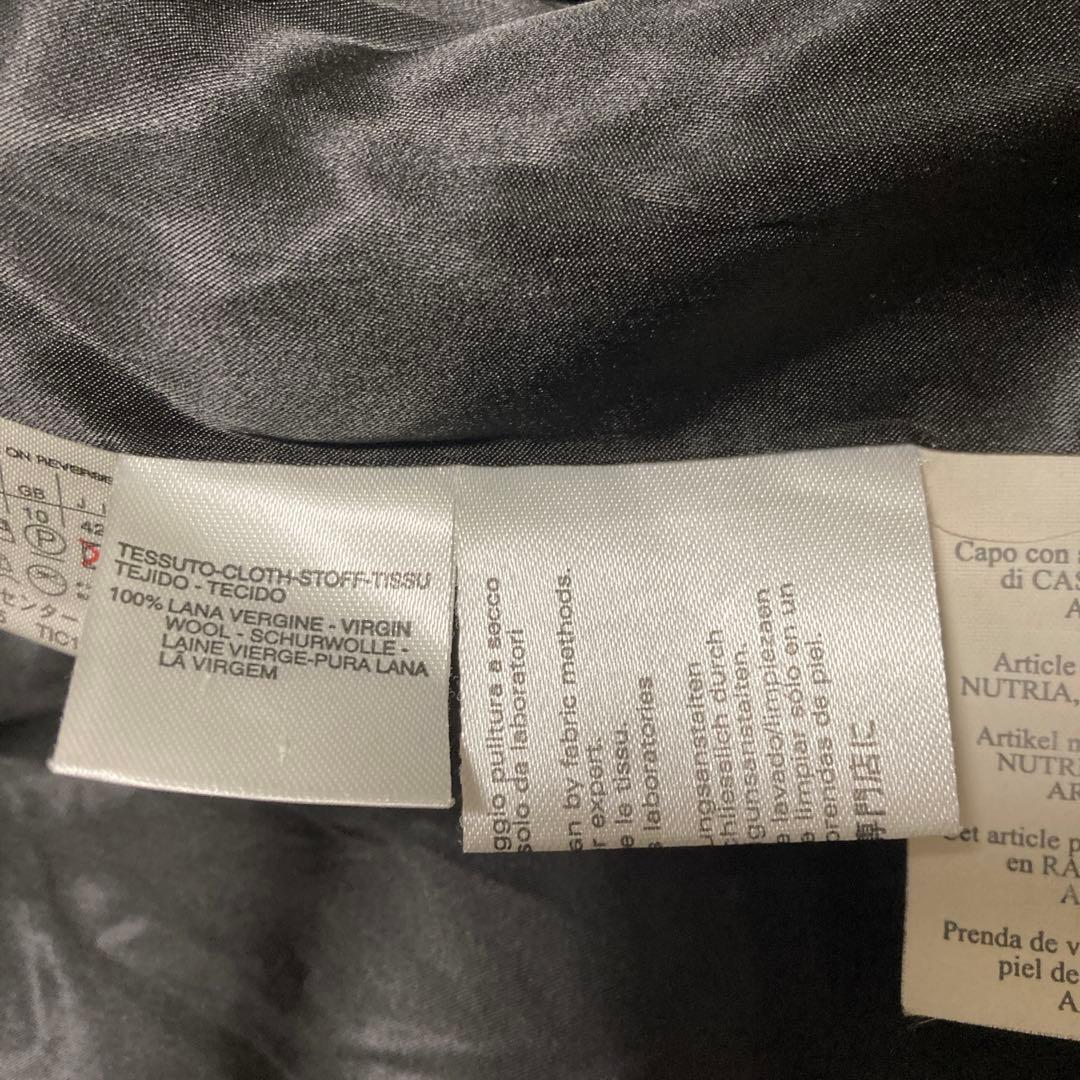 ON REVERSE
GB
10
42
P
センター
TIC1
TESSUTO-CLOTH-STOFF-TISSU
TEJIDO - TECIDO
100% LANA VERGINE - VIRGIN
WOOL - SCHURWOLLE -
LAINE VIERGE-PURA LANA
LÃ VIRGEM
ggio pulitura a secco
solo da laboratori
an by fabric methods.
r expert.
e le tissu.
s laboratories
ungsanstalten
chliesslich durch
gunsanstalten.
e lavado/limpiezaen
e limpiar sólo en un
prendas de piel.
専門店に
Capo con
di CAS
A
Article
NUTRIA,
Artikel
NUTR
AR
Cet article p
en RA
A
Prenda de v
piel de
A